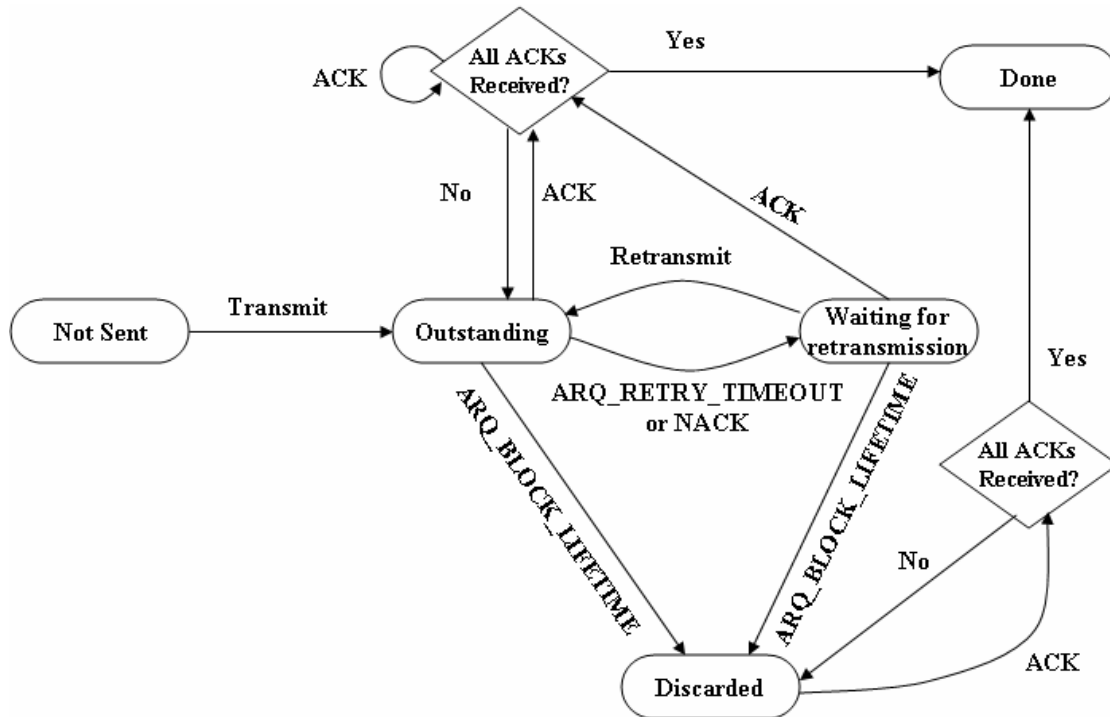 All ACKs
Received?
Yes
Done
ACK
No
ACK
ACK
Retransmit
Not Sent
Transmit
Outstanding
Waiting for
retransmission
ARQ_RETRY_TIMEOUT
or NACK
Yes
ARQ_BLOCK_LIFETIME
ARQ_BLOCK_LIFETIME
All ACKs
Received?
No
ACK
Discarded